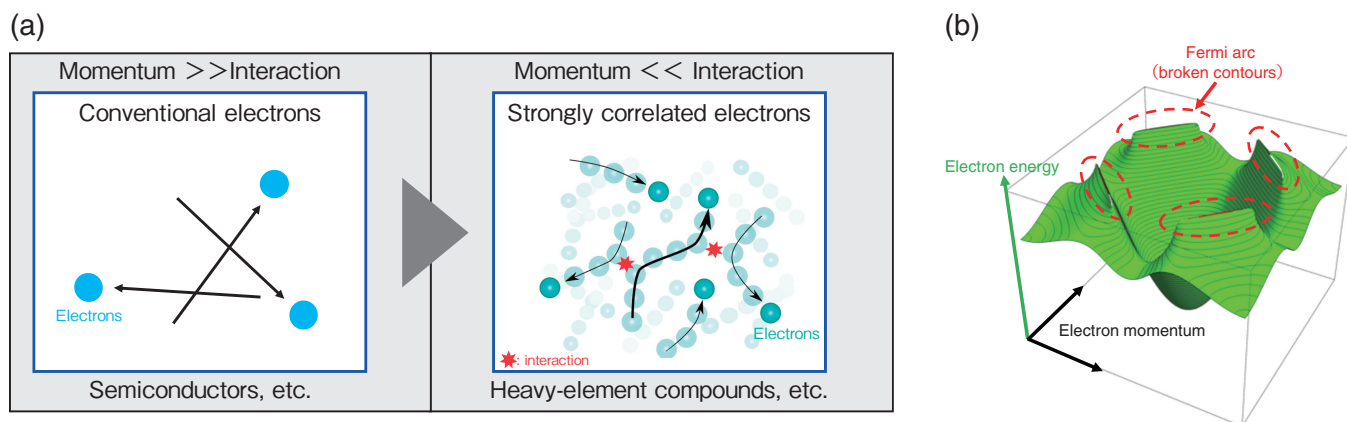 (a)
Momentum >>Interaction
Conventional electrons
Electrons
Semiconductors, etc.
Momentum << Interaction
Strongly correlated electrons
Electrons
: interaction
Heavy-element compounds, etc.
(b)
Fermi arc
(broken contours)
Electron energy
Electron momentum